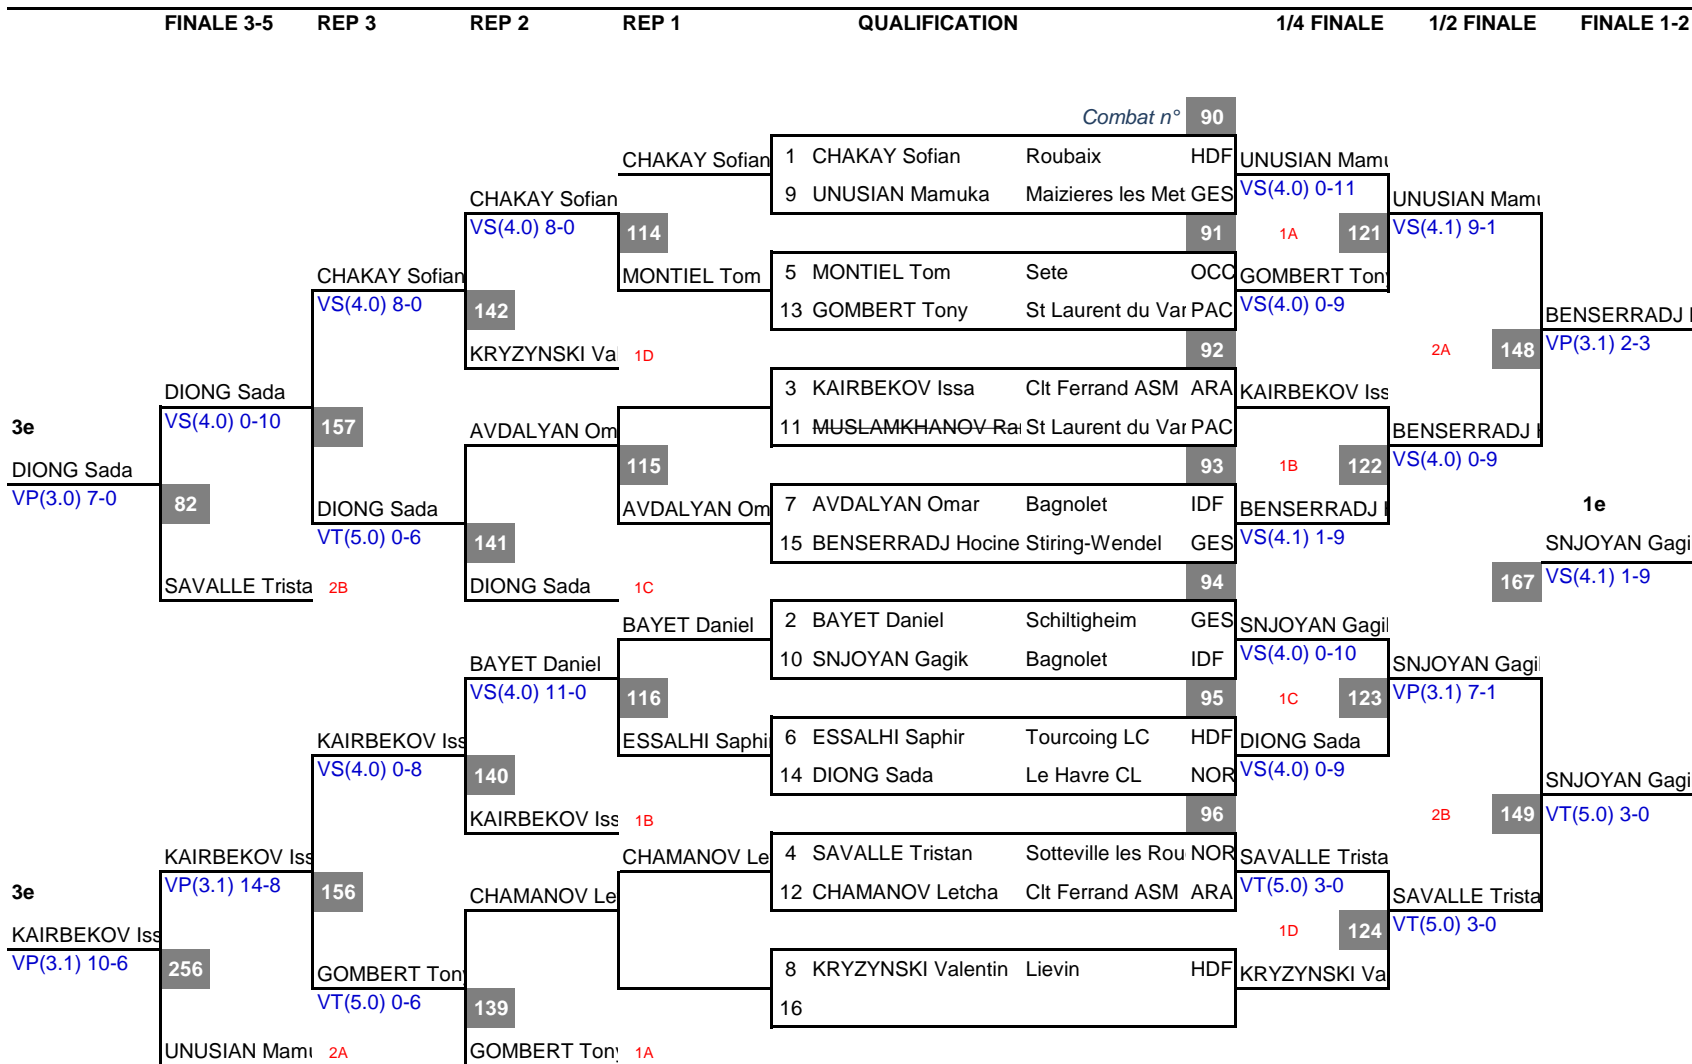 FINALE 3-5 REP 3 REP 2 REP 1 QUALIFICATION 1/4 FINALE 1/2 FINALE FINALE 1-2
Combat n° 90
CHAKAY Sofian 1 CHAKAY Sofian Roubaix HDF UNUSIAN Mamu
CHAKAY Sofian 9 UNUSIAN Mamuka Maizieres les Met GES VS(4.0) 0-11 UNUSIAN Mamu
VS(4.0) 8-0 114 91 1A 121 VS(4.1) 9-1
CHAKAY Sofian MONTIEL Tom 5 MONTIEL Tom Sete OCC GOMBERT Tony
VS(4.0) 8-0 142 13 GOMBERT Tony St Laurent du Var PAC VS(4.0) 0-9 BENSERRADJ
KRYZYNSKI Va 1D 92 2A 148 VP(3.1) 2-3
DIONG Sada 3 KAIRBEKOV Issa Clt Ferrand ASM ARA KAIRBEKOV Iss
3e VS(4.0) 0-10 157 AVDALYAN Om 11 MUSLAMKHANOV Ra St Laurent du Var PAC BENSERRADJ
DIONG Sada 115 93 1B 122 VS(4.0) 0-9
VP(3.0) 7-0 82 DIONG Sada AVDALYAN Om 7 AVDALYAN Omar Bagnolet IDF BENSERRADJ 1e
VT(5.0) 0-6 141 15 BENSERRADJ Hocine Stiring-Wendel GES VS(4.1) 1-9 SNJOYAN Gagi
SAVALLE Trista 2B DIONG Sada 1C 94 167 VS(4.1) 1-9
BAYET Daniel 2 BAYET Daniel Schiltigheim GES SNJOYAN Gagil
BAYET Daniel 10 SNJOYAN Gagik Bagnolet IDF VS(4.0) 0-10 SNJOYAN Gagi
VS(4.0) 11-0 116 95 1C 123 VP(3.1) 7-1
KAIRBEKOV Iss ESSALHI Saphi 6 ESSALHI Saphir Tourcoing LC HDF DIONG Sada
VS(4.0) 0-8 140 14 DIONG Sada Le Havre CL NOR VS(4.0) 0-9 SNJOYAN Gagi
KAIRBEKOV Iss 1B 96 2B 149 VT(5.0) 3-0
KAIRBEKOV Iss CHAMANOV Le 4 SAVALLE Tristan Sotteville les Rou NOR SAVALLE Trista
3e VP(3.1) 14-8 156 CHAMANOV Le 12 CHAMANOV Letcha Clt Ferrand ASM ARA VT(5.0) 3-0 SAVALLE Trista
KAIRBEKOV Iss 1D 124 VT(5.0) 3-0
VP(3.1) 10-6 256 GOMBERT Tony 8 KRYZYNSKI Valentin Lievin HDF KRYZYNSKI Va
VT(5.0) 0-6 139 16
UNUSIAN Mamu 2A GOMBERT Tony 1A